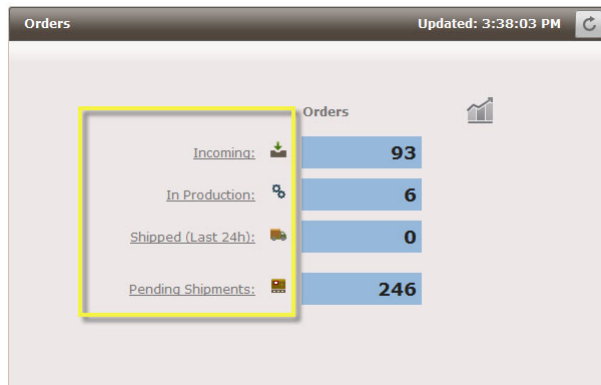 Orders Updated: 3:38:03 PM
Orders
Incoming: 93
In Production: 6
Shipped (Last 24h): 0
Pending Shipments: 246